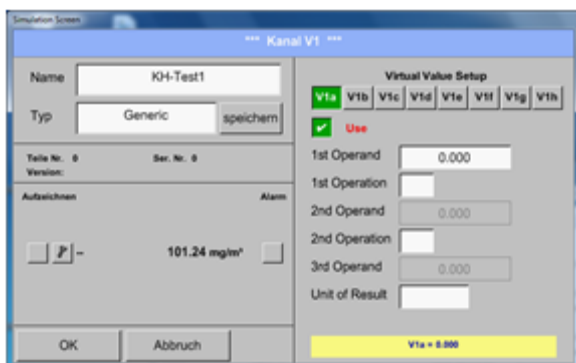 Simulation Screen
*** Kanal V1 ***
Name KH-Test1
Typ Generic speichern
Teile Nr. 0 Ser. Nr. 0
Version:
Aufzeichnen Alarm
101.24 mg/m³
OK Abbruch
Virtual Value Setup
V1a V1b V1c V1d V1e V1f V1g V1h
Use
1st Operand 0.000
1st Operation
2nd Operand 0.000
2nd Operation
3rd Operand 0.000
Unit of Result
V1a = 0.000